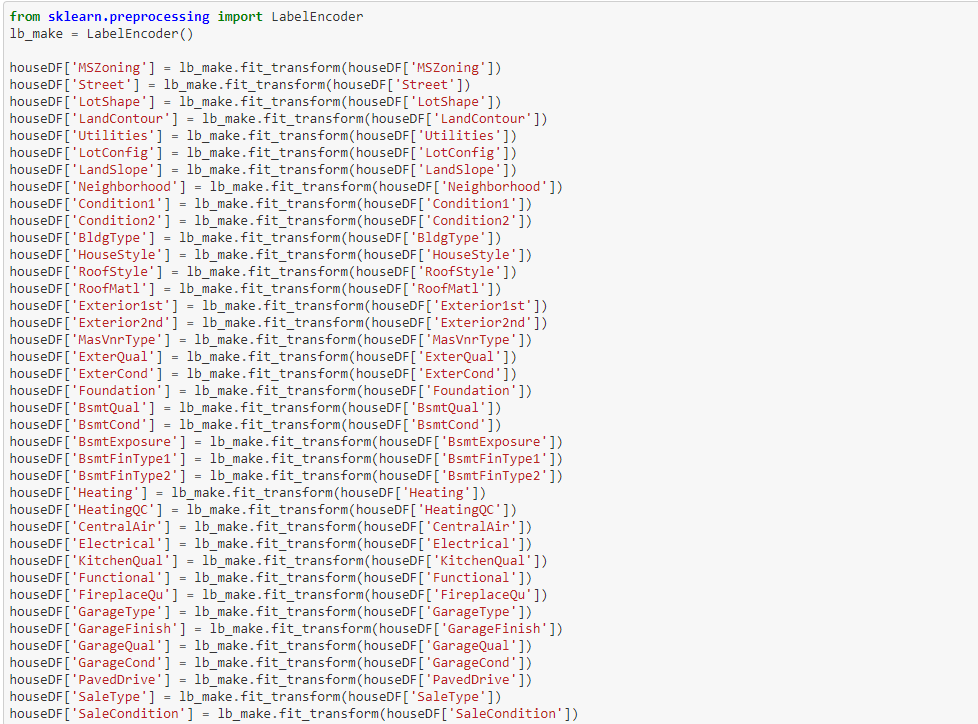 from sklearn.preprocessing import LabelEncoder
lb_make = LabelEncoder()
houseDF['MSZoning'] = lb_make.fit_transform(houseDF['MSZoning'])
houseDF['Street'] = lb_make.fit_transform(houseDF['Street'])
houseDF['LotShape'] = lb_make.fit_transform(houseDF['LotShape'])
houseDF['LandContour'] = lb_make.fit_transform(houseDF['LandContour'])
houseDF['Utilities'] = lb_make.fit_transform(houseDF['Utilities'])
houseDF['LotConfig'] = lb_make.fit_transform(houseDF['LotConfig'])
houseDF['LandSlope'] = lb_make.fit_transform(houseDF['LandSlope'])
houseDF['Neighborhood'] = lb_make.fit_transform(houseDF['Neighborhood'])
houseDF['Condition1'] = lb_make.fit_transform(houseDF['Condition1'])
houseDF['Condition2'] = lb_make.fit_transform(houseDF['Condition2'])
houseDF['BldgType'] = lb_make.fit_transform(houseDF['BldgType'])
houseDF['HouseStyle'] = lb_make.fit_transform(houseDF['HouseStyle'])
houseDF['RoofStyle'] = lb_make.fit_transform(houseDF['RoofStyle'])
houseDF['RoofMatl'] = lb_make.fit_transform(houseDF['RoofMatl'])
houseDF['Exterior1st'] = lb_make.fit_transform(houseDF['Exterior1st'])
houseDF['Exterior2nd'] = lb_make.fit_transform(houseDF['Exterior2nd'])
houseDF['MasVnrType'] = lb_make.fit_transform(houseDF['MasVnrType'])
houseDF['ExterQual'] = lb_make.fit_transform(houseDF['ExterQual'])
houseDF['ExterCond'] = lb_make.fit_transform(houseDF['ExterCond'])
houseDF['Foundation'] = lb_make.fit_transform(houseDF['Foundation'])
houseDF['BsmtQual'] = lb_make.fit_transform(houseDF['BsmtQual'])
houseDF['BsmtCond'] = lb_make.fit_transform(houseDF['BsmtCond'])
houseDF['BsmtExposure'] = lb_make.fit_transform(houseDF['BsmtExposure'])
houseDF['BsmtFinType1'] = lb_make.fit_transform(houseDF['BsmtFinType1'])
houseDF['BsmtFinType2'] = lb_make.fit_transform(houseDF['BsmtFinType2'])
houseDF['Heating'] = lb_make.fit_transform(houseDF['Heating'])
houseDF['HeatingQC'] = lb_make.fit_transform(houseDF['HeatingQC'])
houseDF['CentralAir'] = lb_make.fit_transform(houseDF['CentralAir'])
houseDF['Electrical'] = lb_make.fit_transform(houseDF['Electrical'])
houseDF['KitchenQual'] = lb_make.fit_transform(houseDF['KitchenQual'])
houseDF['Functional'] = lb_make.fit_transform(houseDF['Functional'])
houseDF['FireplaceQu'] = lb_make.fit_transform(houseDF['FireplaceQu'])
houseDF['GarageType'] = lb_make.fit_transform(houseDF['GarageType'])
houseDF['GarageFinish'] = lb_make.fit_transform(houseDF['GarageFinish'])
houseDF['GarageQual'] = lb_make.fit_transform(houseDF['GarageQual'])
houseDF['GarageCond'] = lb_make.fit_transform(houseDF['GarageCond'])
houseDF['PavedDrive'] = lb_make.fit_transform(houseDF['PavedDrive'])
houseDF['SaleType'] = lb_make.fit_transform(houseDF['SaleType'])
houseDF['SaleCondition'] = lb_make.fit_transform(houseDF['SaleCondition'])